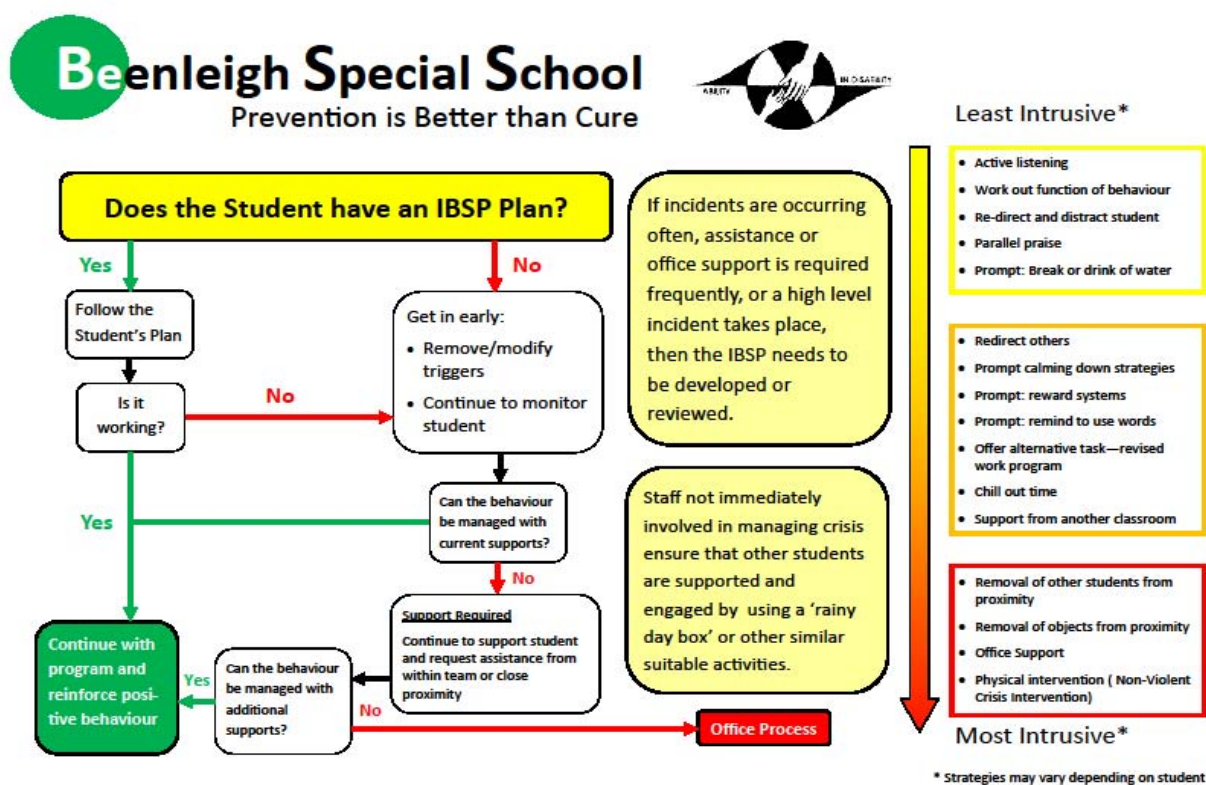 Beenleigh Special School
Prevention is Better than Cure
ABILITY
IN DISABILITY
Does the Student have an IBSP Plan?
Yes
No
Follow the
Student's Plan
Is it
working?
No
Get in early:
• Remove/modify
triggers
• Continue to monitor
student
Yes
Can the behaviour
be managed with
current supports?
No
Support Required
Continue to support student
and request assistance from
within team or close
proximity
Can the behaviour
be managed with
additional
supports?
Yes
No
Continue with
program and
reinforce posi-
tive behaviour
Office Process
If incidents are occurring
often, assistance or
office support is required
frequently, or a high level
incident takes place,
then the IBSP needs to
be developed or
reviewed.
Staff not immediately
involved in managing crisis
ensure that other students
are supported and
engaged by using a 'rainy
day box' or other similar
suitable activities.
Least Intrusive*
• Active listening
• Work out function of behaviour
• Re-direct and distract student
• Parallel praise
• Prompt: Break or drink of water
• Redirect others
• Prompt calming down strategies
• Prompt: reward systems
• Prompt: remind to use words
• Offer alternative task—revised
work program
• Chill out time
• Support from another classroom
• Removal of other students from
proximity
• Removal of objects from proximity
• Office Support
• Physical intervention ( Non-Violent
Crisis Intervention)
Most Intrusive*
* Strategies may vary depending on student